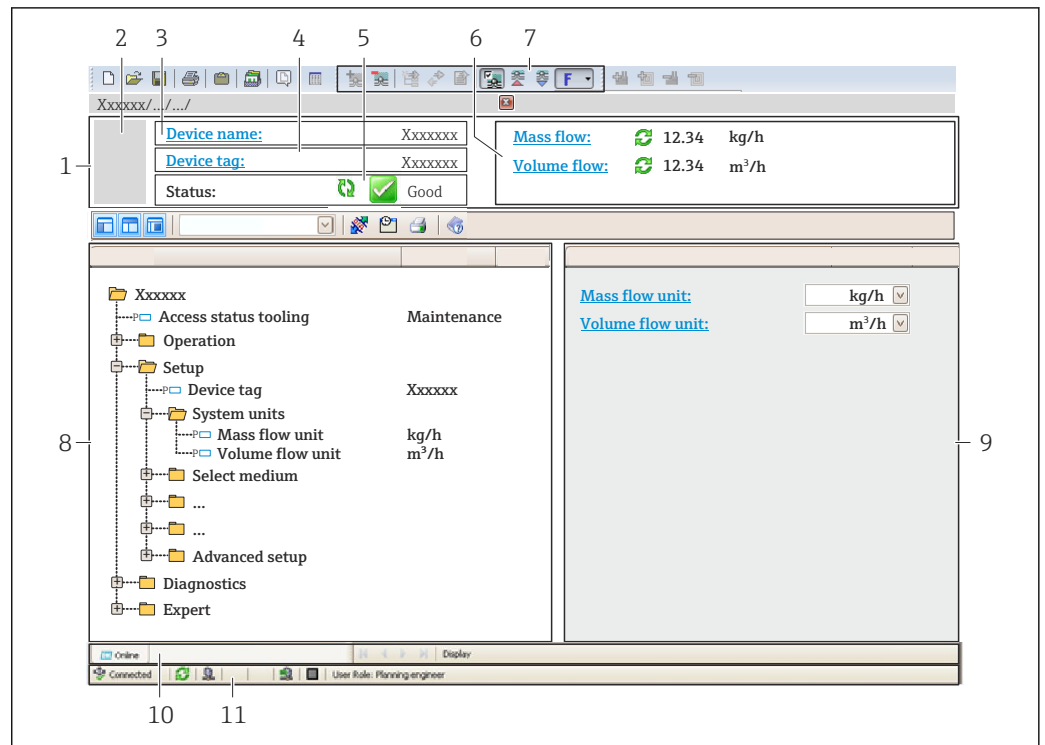 2 3 4 5 6 7
F
Xxxxxx/.../.../
1
Device name: Xxxxxxx
Device tag: Xxxxxxx
Status: Good
Mass flow: 12.34 kg/h
Volume flow: 12.34 m³/h
Xxxxxx
P Access status tooling Maintenance
Operation
Setup
P Device tag Xxxxxx
System units
P Mass flow unit kg/h
P Volume flow unit m³/h
Select medium
...
...
Advanced setup
Diagnostics
Expert
8
Mass flow unit: kg/h
Volume flow unit: m³/h
9
Online Display
Connected User Role: Planning engineer
10 11